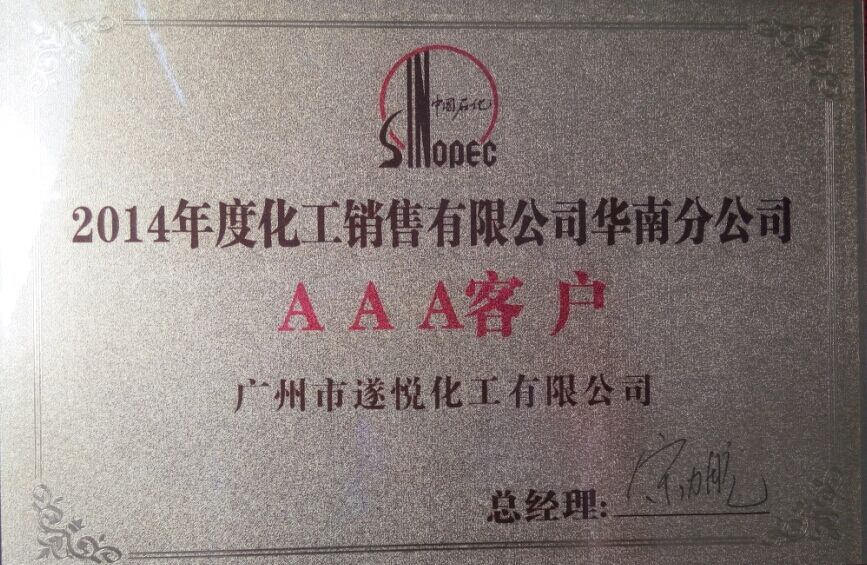 中国石化
SINOPEC
2014年度化工销售有限公司华南分公司
AAA客户
广州市遂悦化工有限公司
总经理: